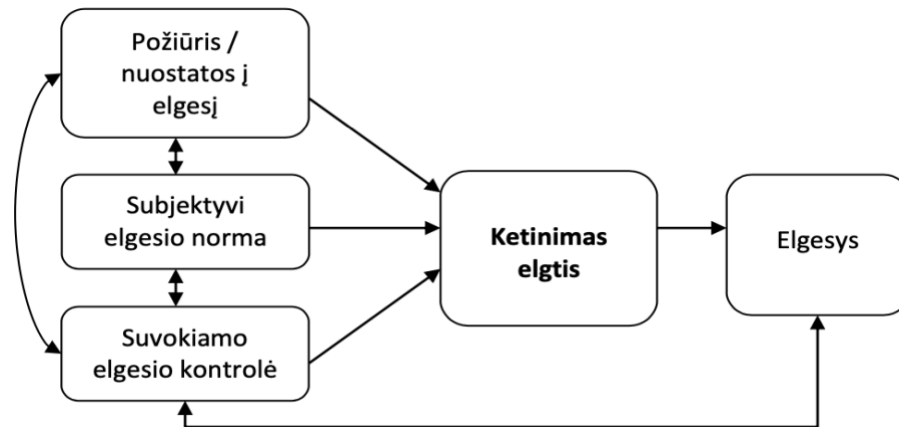 Požiūris /
nuostatos į
elgesį
Subjektyvi
elgesio norma
Suvokiamo
elgesio kontrolė
Ketinimas
elgtis
Elgesys